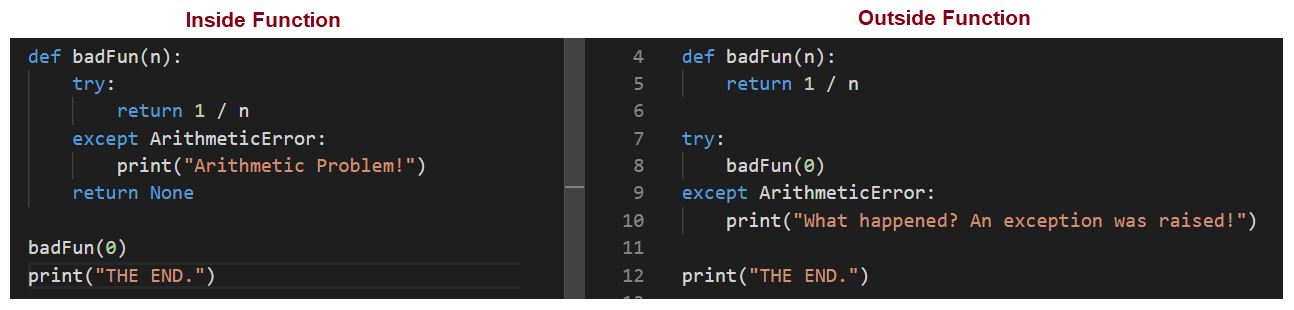 Inside Function
def badFun(n):
    try:
        return 1 / n
    except ArithmeticError:
        print("Arithmetic Problem!")
    return None

badFun(0)
print("THE END.")
Outside Function
4 def badFun(n):
5     return 1 / n
6
7 try:
8     badFun(0)
9 except ArithmeticError:
10     print("What happened? An exception was raised!")
11
12 print("THE END.")